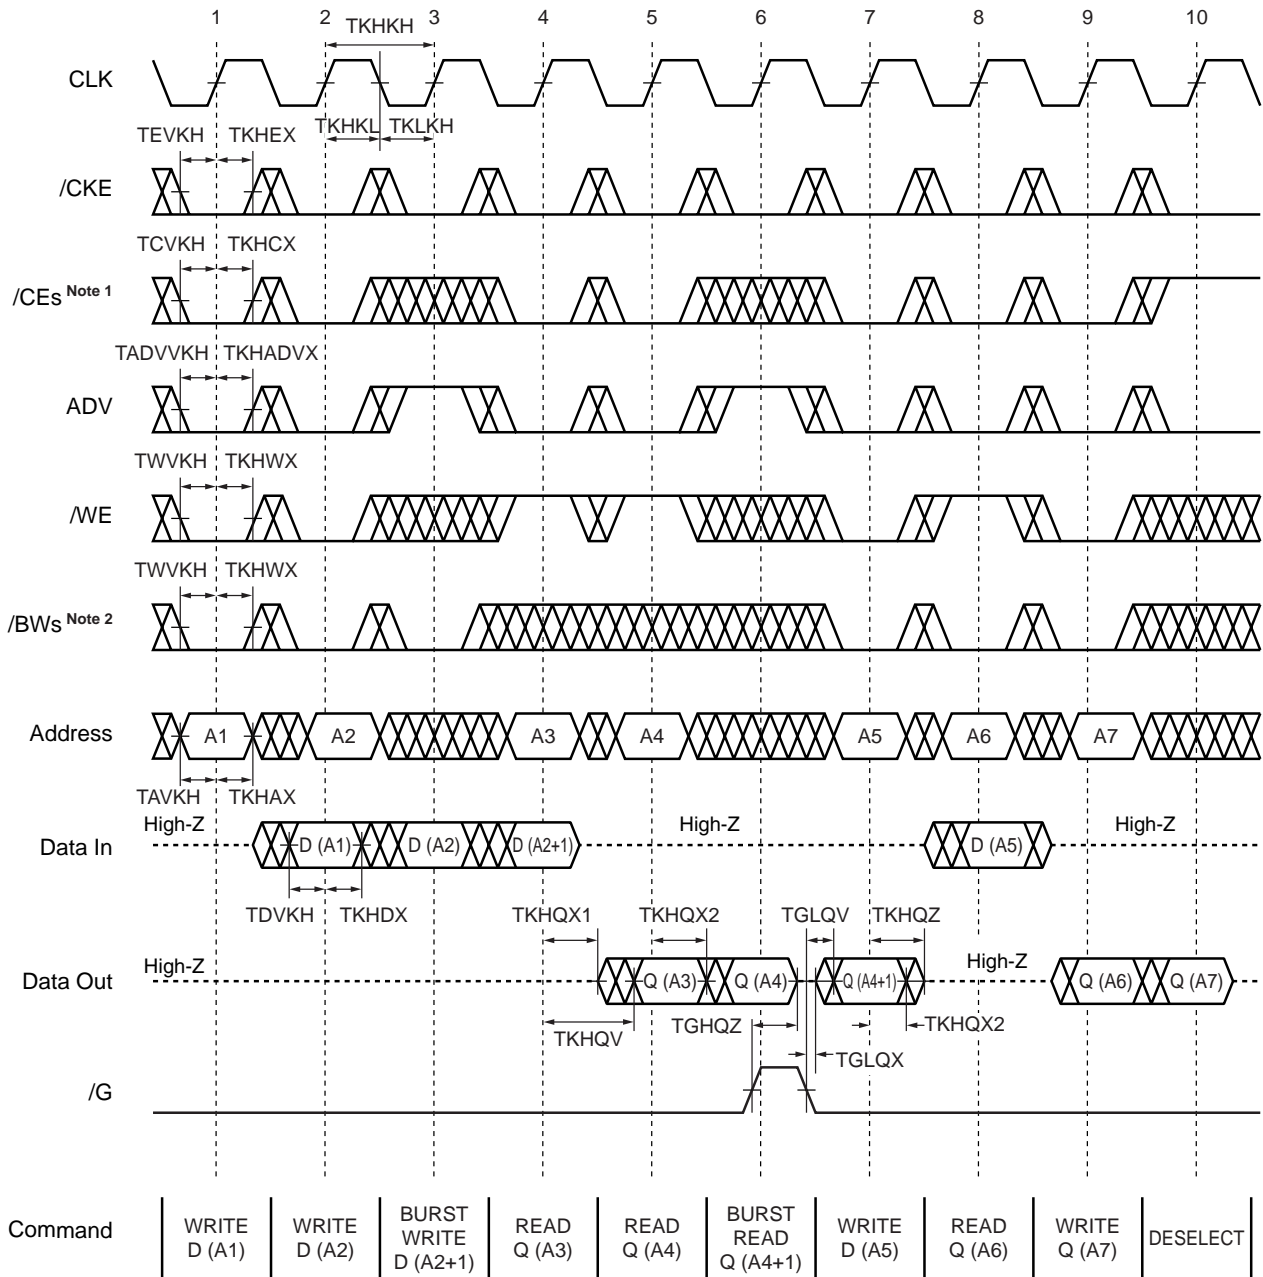 1 2 3 4 5 6 7 8 9 10
TKHKH
CLK
TKHKL TKLKH
TEVKH TKHEX
/CKE
TCVKH TKHCX
/CEs Note 1
TADVVKH TKHADVX
ADV
TWVKH TKHWX
/WE
TWVKH TKHWX
/BWs Note 2
Address A1 A2 A3 A4 A5 A6 A7
TAVKH TKHAX
High-Z High-Z High-Z
Data In D (A1) D (A2) D (A2+1) D (A5)
TDVKH TKHDX TKHQX1 TKHQX2 TGLQV TKHQZ
High-Z High-Z
Data Out Q (A3) Q (A4) Q (A4+1) Q (A6) Q (A7)
TKHQV TGHQZ TKHQX2
TGLQX
/G
Command
WRITE
D (A1)
WRITE
D (A2)
BURST
WRITE
D (A2+1)
READ
Q (A3)
READ
Q (A4)
BURST
READ
Q (A4+1)
WRITE
D (A5)
READ
Q (A6)
WRITE
Q (A7)
DESELECT